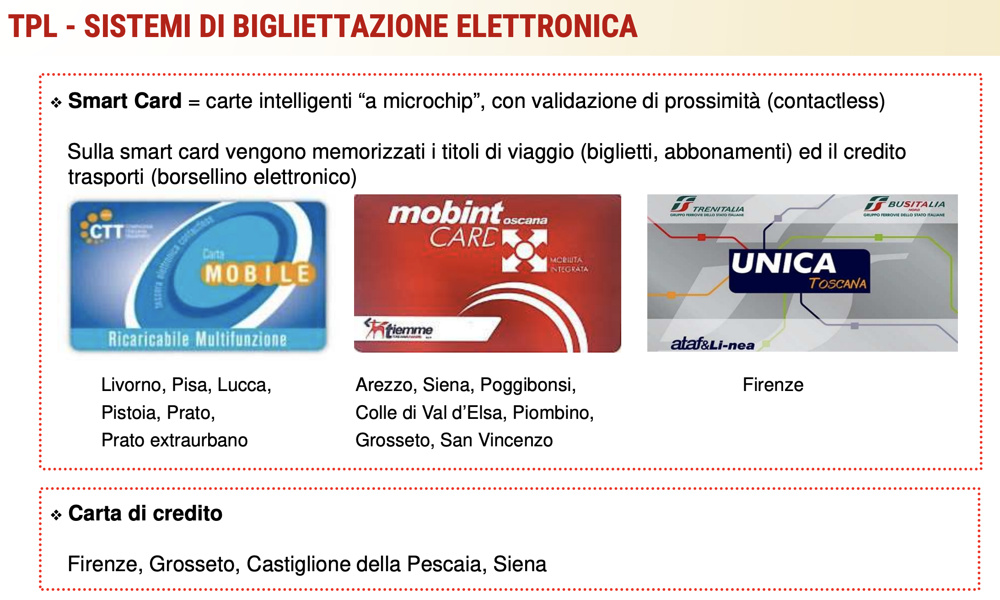 TPL - SISTEMI DI BIGLIETTAZIONE ELETTRONICA
❖ Smart Card = carte intelligenti “a microchip”, con validazione di prossimità (contactless)
Sulla smart card vengono memorizzati i titoli di viaggio (biglietti, abbonamenti) ed il credito
trasporti (borsellino elettronico)
CTT
tessera elettronica contactless
Carta
MOBILE
Ricaricabile Multifunzione
mobint oscana
CARD
MOBILITA
INTEGRATA
tiemme
TRENITALIA
GRUPPO FERROVIE DELLO STATO ITALIANE
BUSITALIA
NORD
GRUPPO FERROVIE DELLO STATO ITALIANE
UNICA
TOSCANA
ataf&Li-nea
Livorno, Pisa, Lucca,
Pistoia, Prato,
Prato extraurbano
Arezzo, Siena, Poggibonsi,
Colle di Val d’Elsa, Piombino,
Grosseto, San Vincenzo
Firenze
❖ Carta di credito
Firenze, Grosseto, Castiglione della Pescaia, Siena